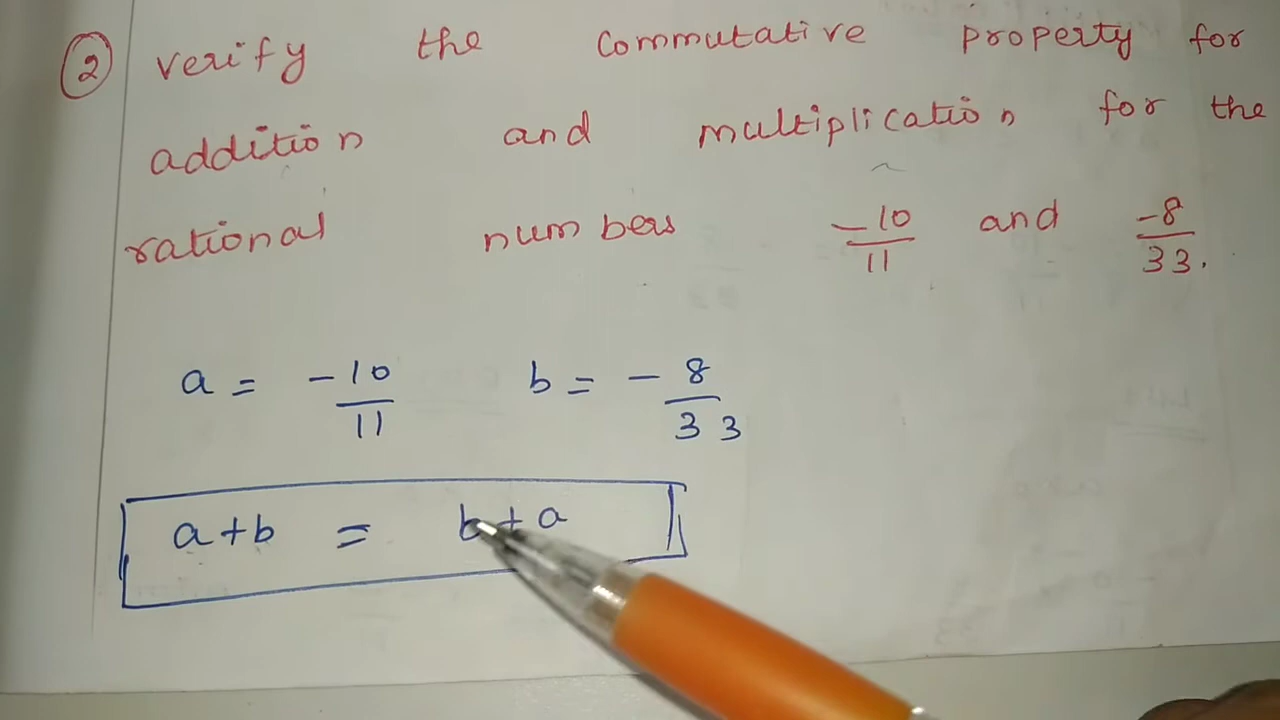 2 verify the commutative property for
addition and multiplication for the
rational numbers -10/11 and -8/33.
a = -10/11 b = -8/33
a+b = b+a